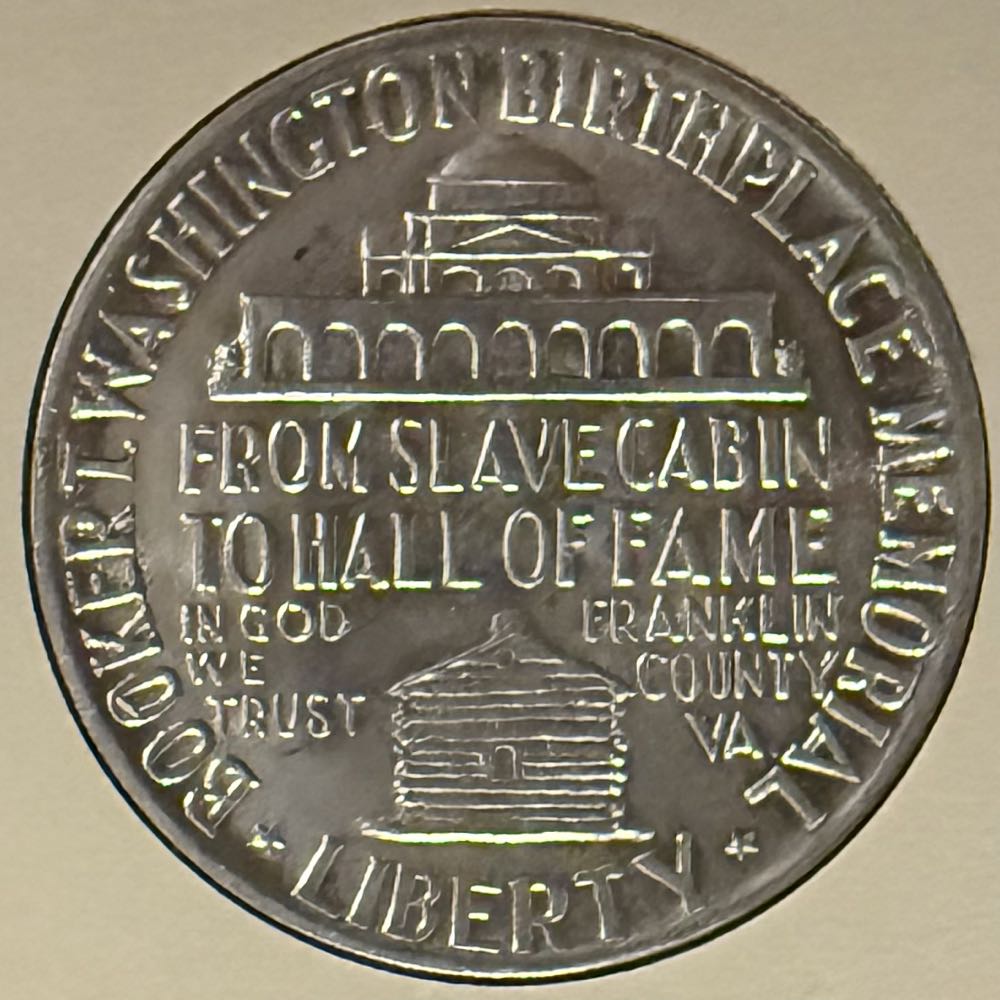 BOOKER T. WASHINGTON BIRTHPLACE MEMORIAL
FROM SLAVE CABIN
TO HALL OF FAME
IN GOD
WE
TRUST
FRANKLIN
COUNTY
VA.
* LIBERTY *